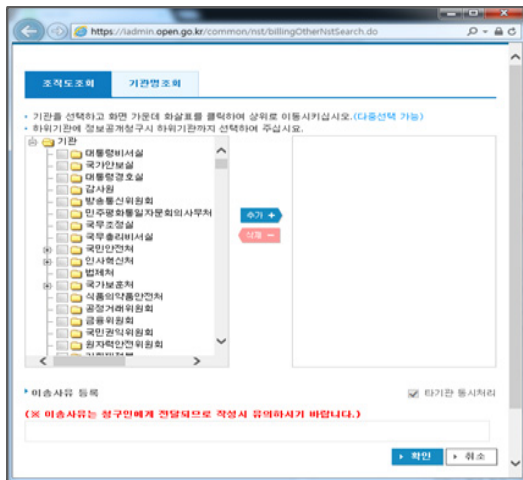 https://iadmin.open.go.kr/common/nst/billingOtherNstSearch.do
조직도조회 기관명조회
기관을 선택하고 화면 가운데 화살표를 클릭하여 상위로 이동시키십시오.(다중선택 가능)
하위기관에 정보공개청구시 하위기관까지 선택하여 주십시요.
기관
대통령비서실
국가안보실
대통령경호실
감사원
방송통신위원회
민주평화통일자문회의사무처
추가 +
국무조정실
삭제 -
국무총리비서실
국민안전처
인사혁신처
법제처
국가보훈처
식품의약품안전처
공정거래위원회
금융위원회
국민권익위원회
원자력안전위원회
이송사유 등록
타기관 동시처리
(※ 이송사유는 청구인에게 전달되므로 작성시 유의하시기 바랍니다.)
확인 취소